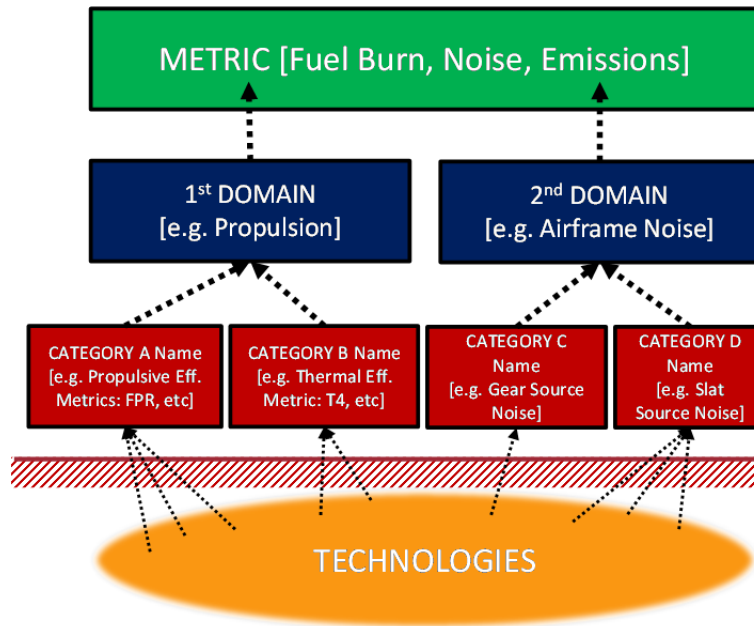 METRIC [Fuel Burn, Noise, Emissions]
1st DOMAIN
[e.g. Propulsion]
2nd DOMAIN
[e.g. Airframe Noise]
CATEGORY A Name
[e.g. Propulsive Eff.
Metrics: FPR, etc]
CATEGORY B Name
[e.g. Thermal Eff.
Metric: T4, etc]
CATEGORY C
Name
[e.g. Gear Source
Noise]
CATEGORY D
Name
[e.g. Slat
Source Noise]
TECHNOLOGIES